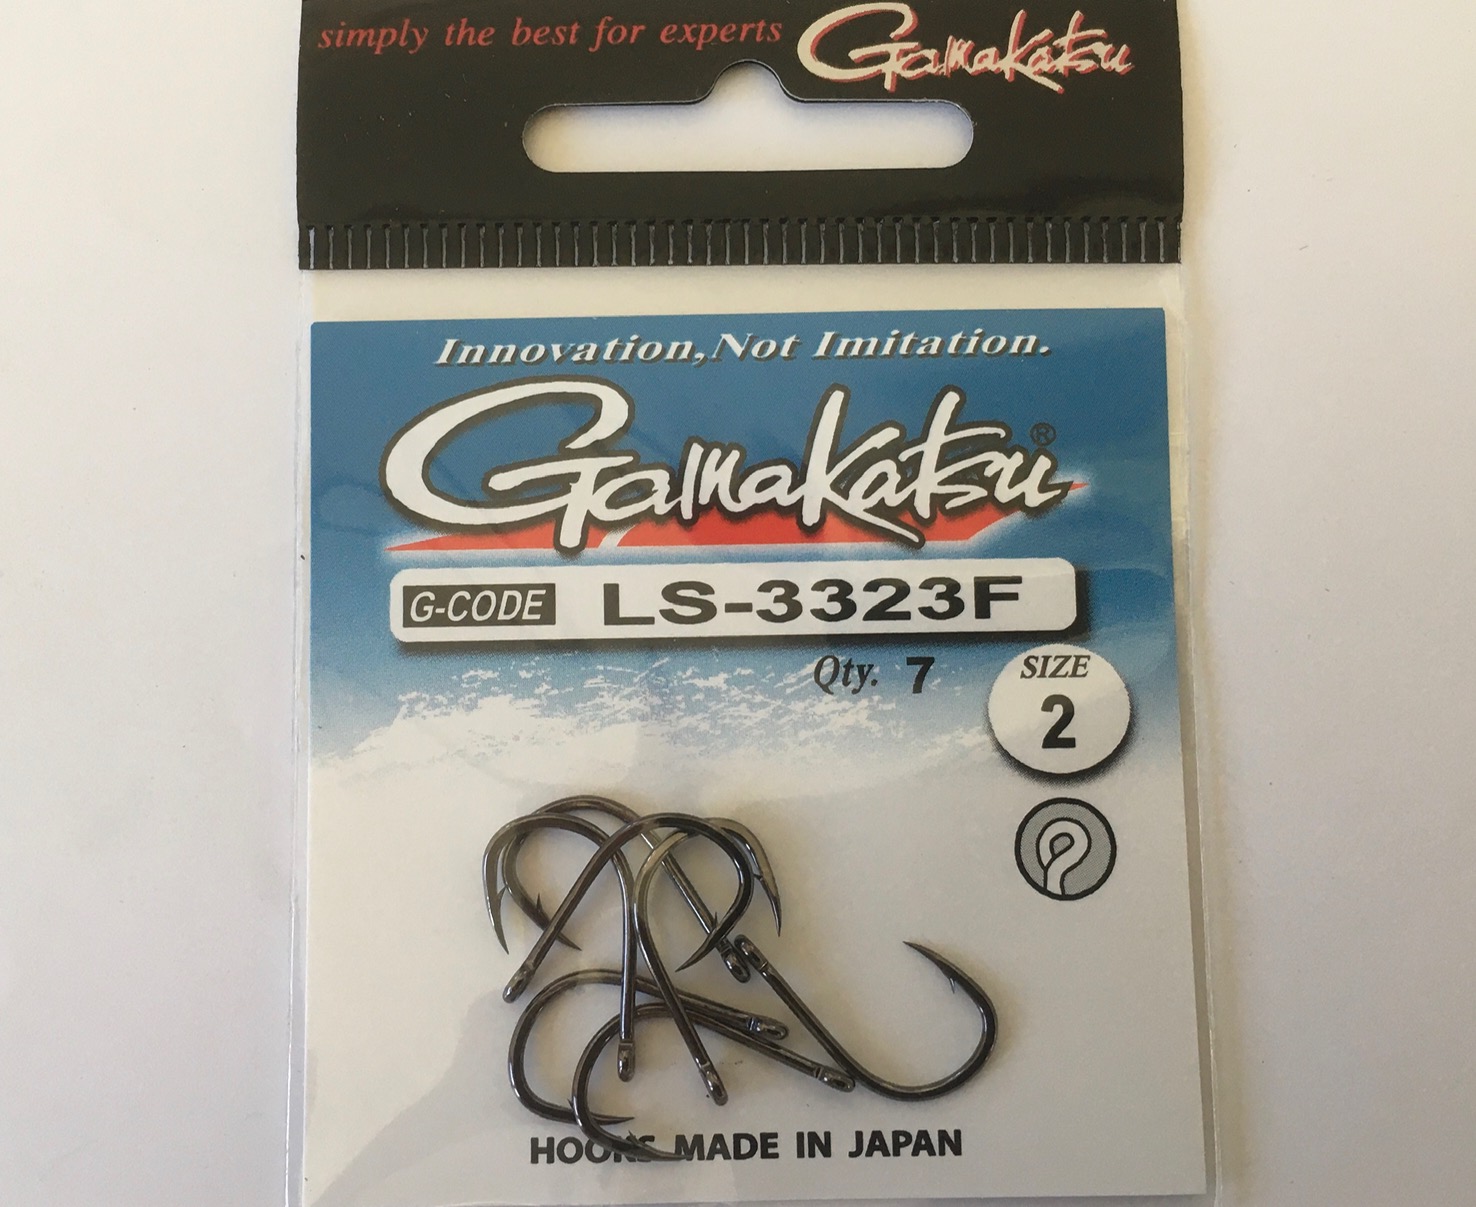 simply the best for experts Gamakatsu
Innovation, Not Imitation.
Gamakatsu®
G-CODE LS-3323F
Qty. 7
SIZE
2
HOOKS MADE IN JAPAN